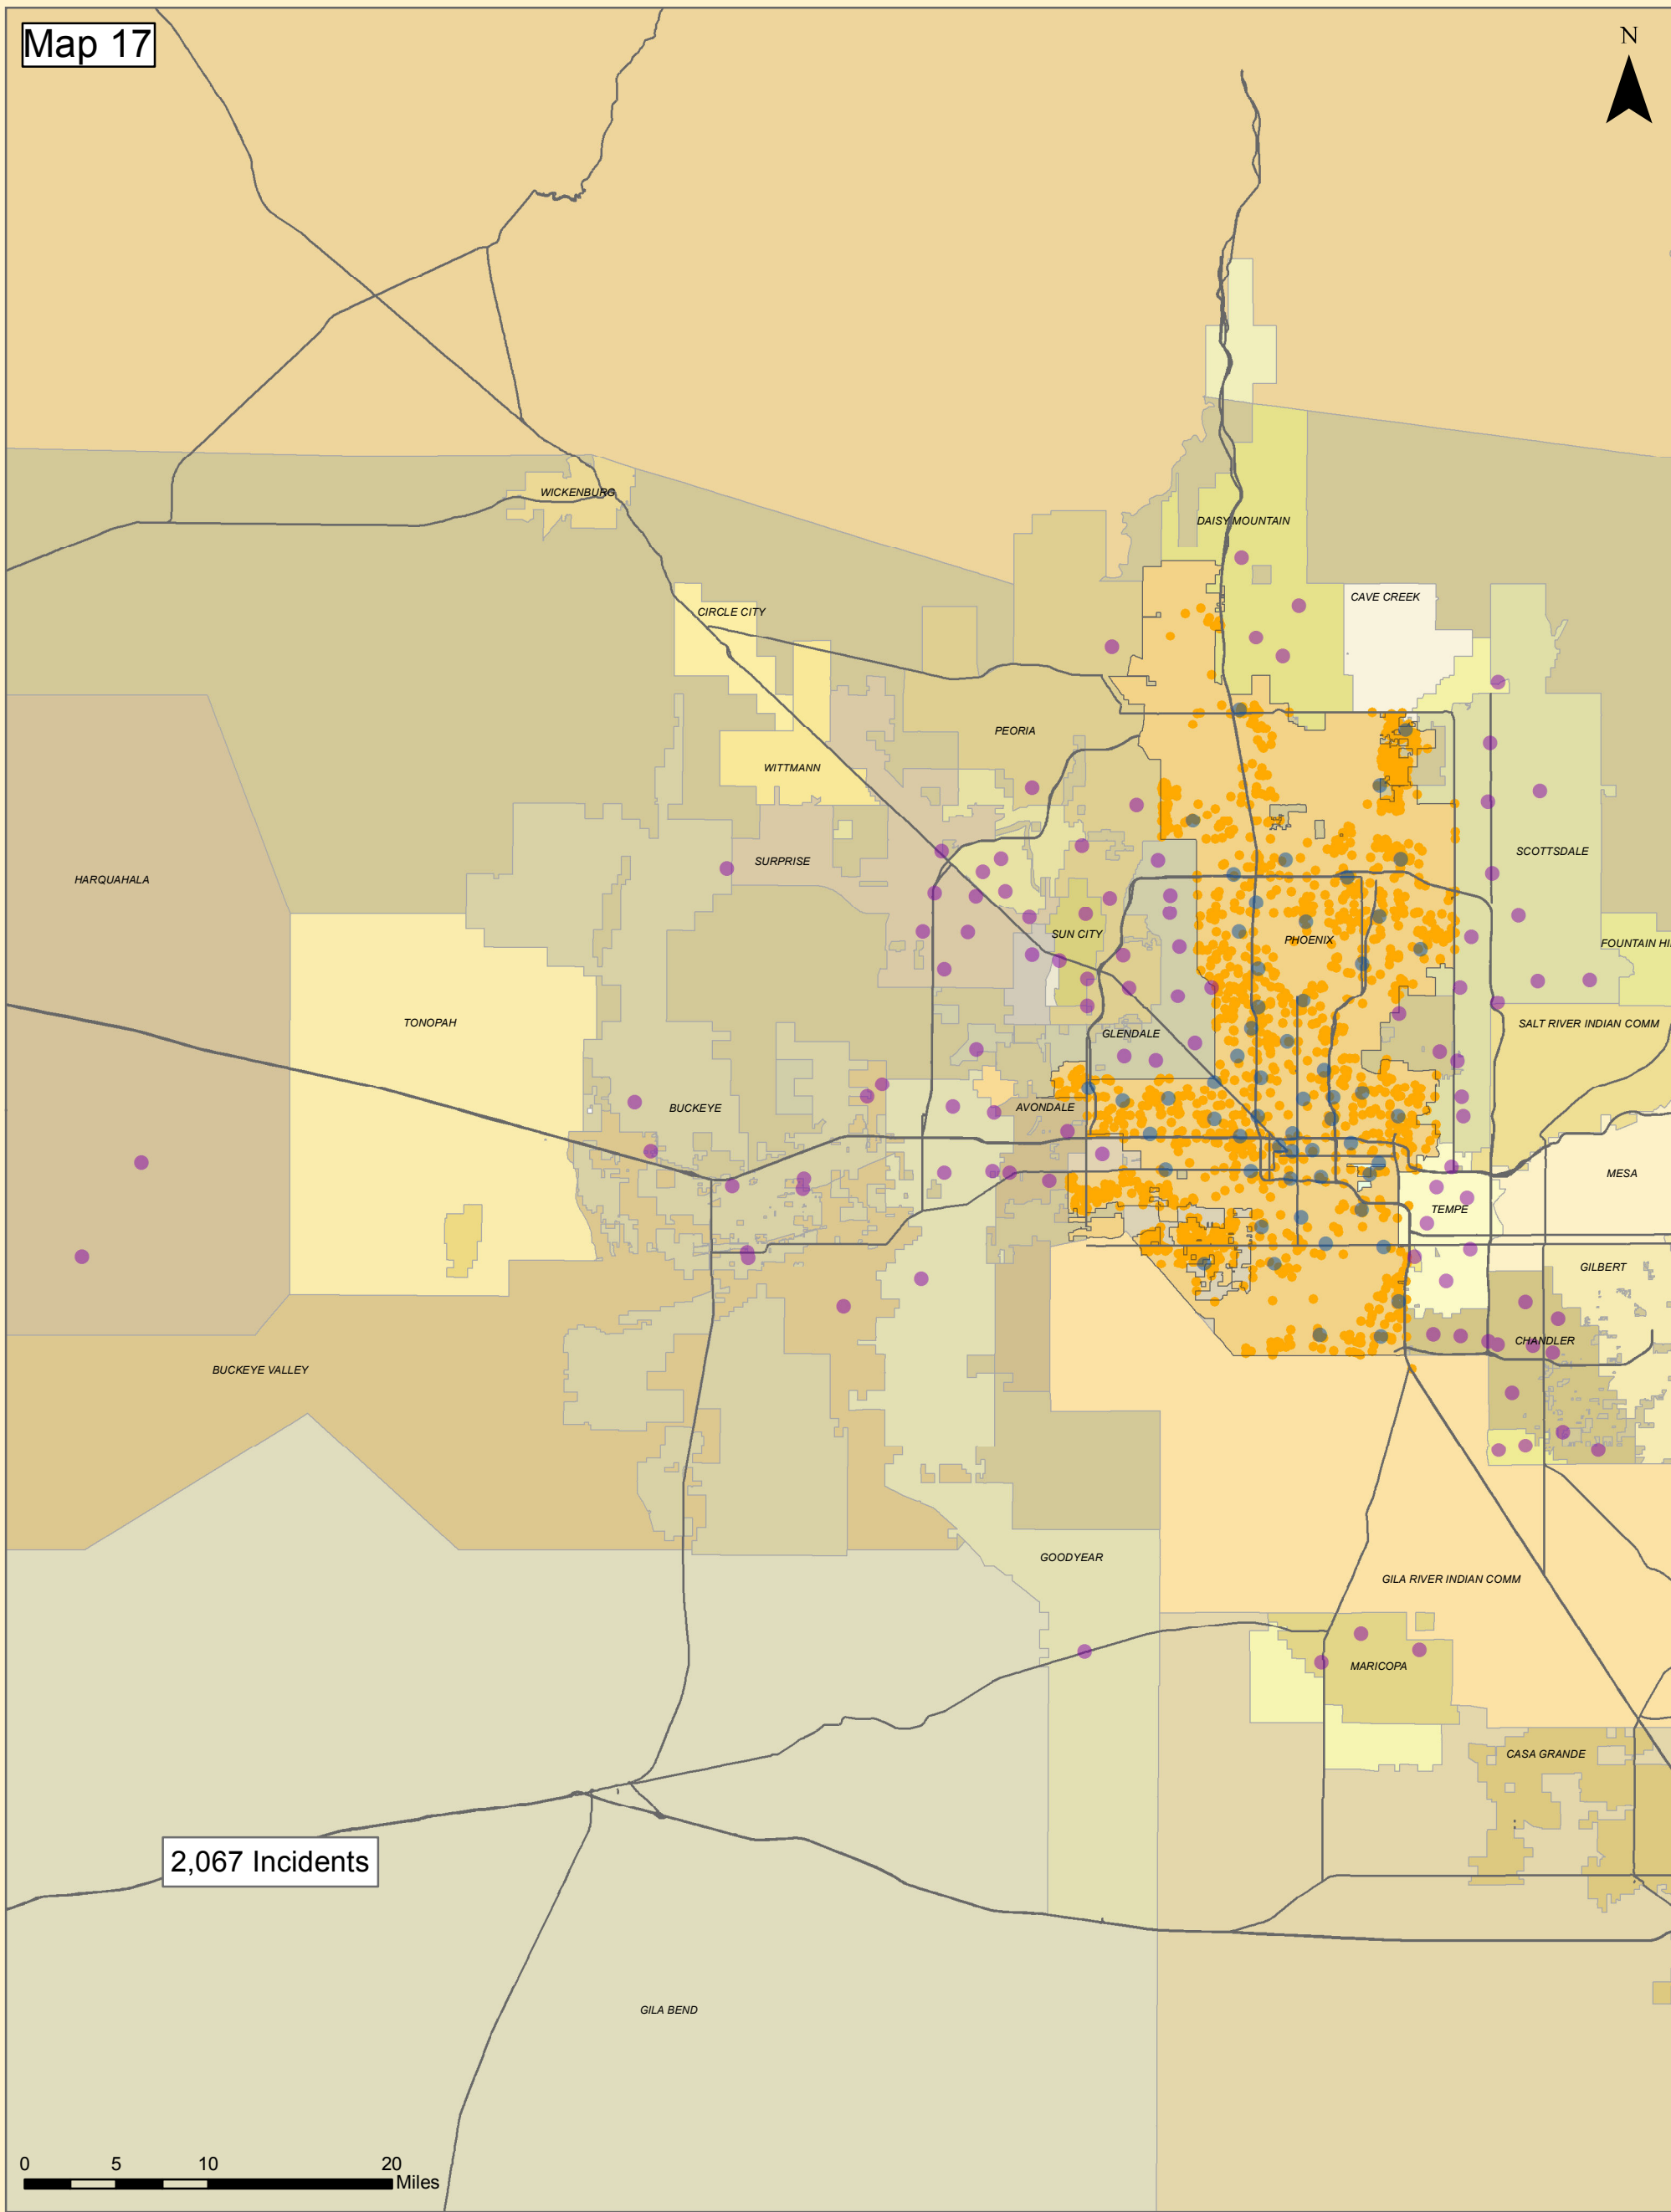 Map 17
N
WICKENBURG
DAISY MOUNTAIN
CAVE CREEK
CIRCLE CITY
PEORIA
WITTMANN
SURPRISE
SCOTTSDALE
HARQUAHALA
SUN CITY
PHOENIX
FOUNTAIN HI
TONOPAH
GLENDALE
SALT RIVER INDIAN COMM
BUCKEYE
AVONDALE
MESA
TEMPE
GILBERT
CHANDLER
BUCKEYE VALLEY
GOODYEAR
GILA RIVER INDIAN COMM
MARICOPA
CASA GRANDE
2,067 Incidents
GILA BEND
0 5 10 20
Miles